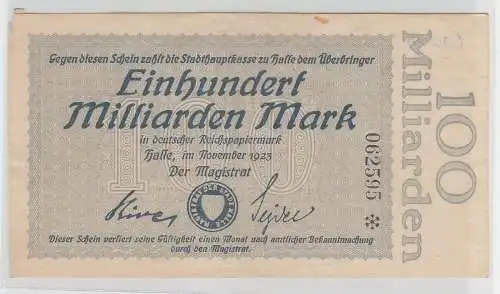 Gegen diesen Schein zahlt die Stadthauptkasse zu Halle dem Überbringer
Einhundert
Milliarden Mark
in deutscher Reichspapiermark
Halle, im November 1923
Der Magistrat
Dieser Schein verliert seine Gültigkeit einen Monat nach amtlicher Bekanntmachung
durch den Magistrat.
062595 *
100
Milliarden